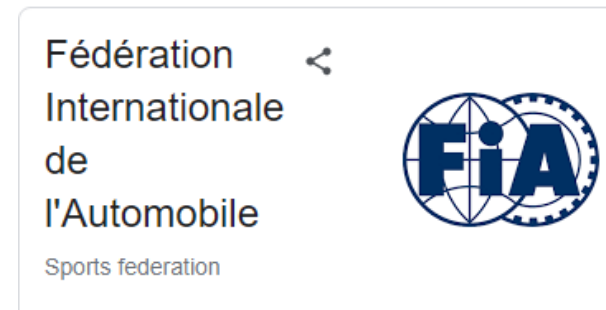 Fédération
Internationale
de
l'Automobile
Sports federation
FiA